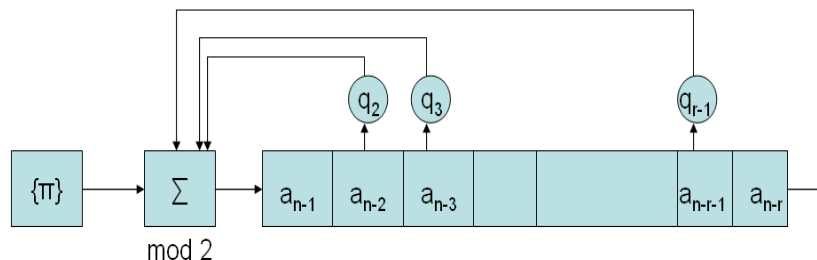 q₂ q₃ qᵣ₋₁
{π} Σ aₙ₋₁ aₙ₋₂ aₙ₋₃ aₙ₋ᵣ₋₁ aₙ₋ᵣ
mod 2